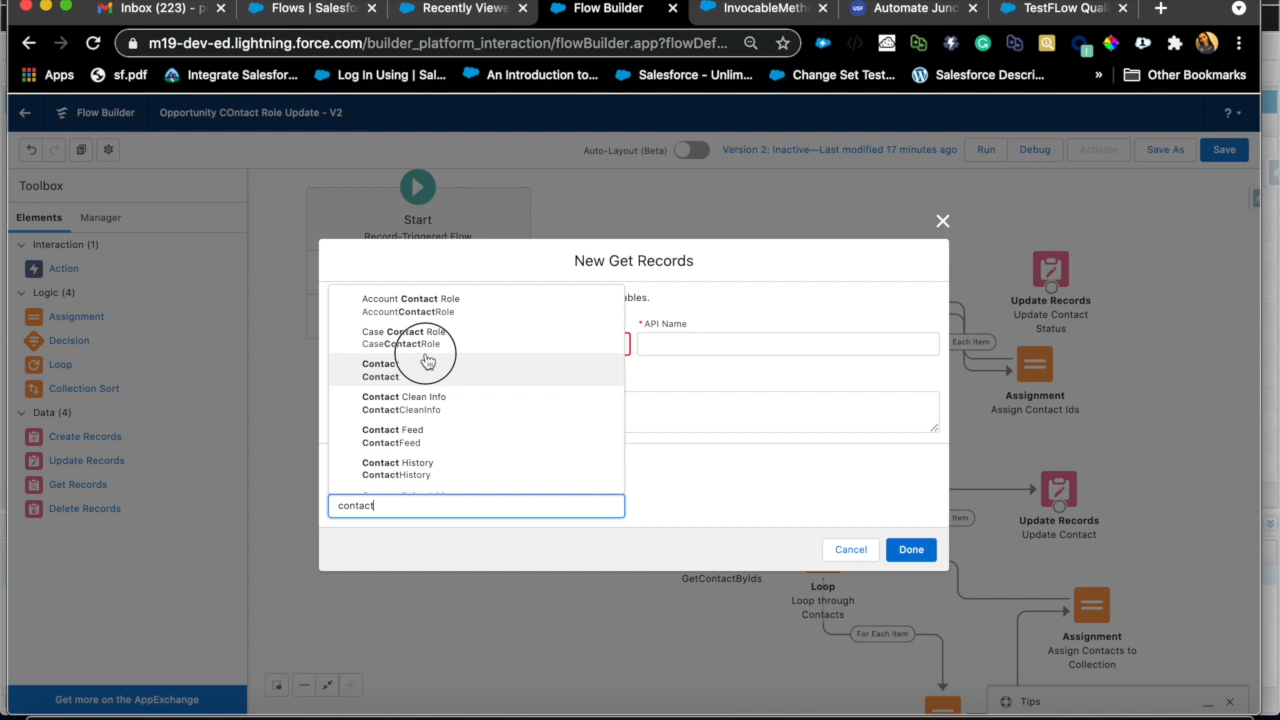 Inbox (223) - p
Flows | Salesfo
Recently Viewe
Flow Builder
InvocableMeth
Automate Junc
TestFLow Quali
m19-dev-ed.lightning.force.com/builder_platform_interaction/flowBuilder.app?flowDef...
Apps
sf.pdf
Integrate Salesfor...
Log In Using | Sal...
An Introduction to...
Salesforce - Unlim...
Change Set Test...
Salesforce Descri...
»
Other Bookmarks
Flow Builder
Opportunity COntact Role Update - V2
?
Auto-Layout (Beta)
Version 2: Inactive—Last modified 17 minutes ago
Run
Debug
Activate
Save As
Save
Toolbox
Elements
Manager
Interaction (1)
Action
Logic (4)
Assignment
Decision
Loop
Collection Sort
Data (4)
Create Records
Update Records
Get Records
Delete Records
Get more on the AppExchange
Start
Record-Triggered Flow
New Get Records
ables.
* API Name
Account Contact Role
AccountContactRole
Case Contact Role
CaseContactRole
Contact
Contact
Contact Clean Info
ContactCleanInfo
Contact Feed
ContactFeed
Contact History
ContactHistory
contact
Cancel
Done
Update Records
Update Contact
Status
Each Item
Assignment
Assign Contact Ids
Item
Update Records
Update Contact
GetContactByIds
Loop
Loop through
Contacts
For Each Item
Assignment
Assign Contacts to
Collection
Tips